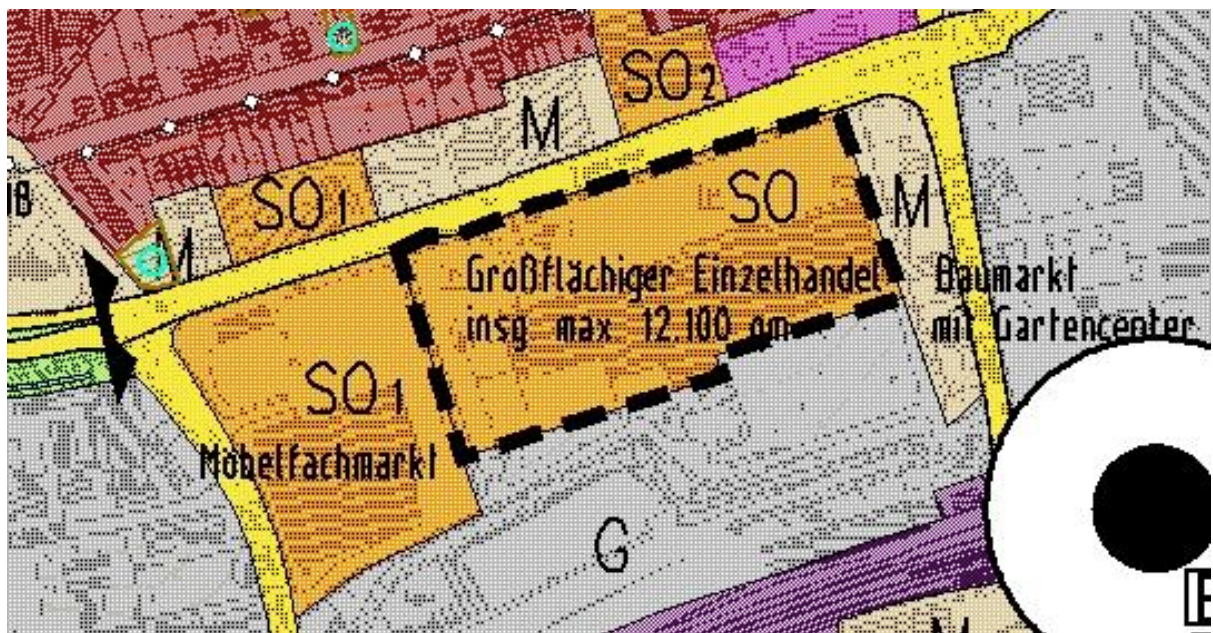 SO2
M
SO1
SO
M
M
Großflächiger Einzelhandel
insg. max 12.100 qm
Baumarkt
mit Gartencenter
SO1
Möbelfachmarkt
G
M